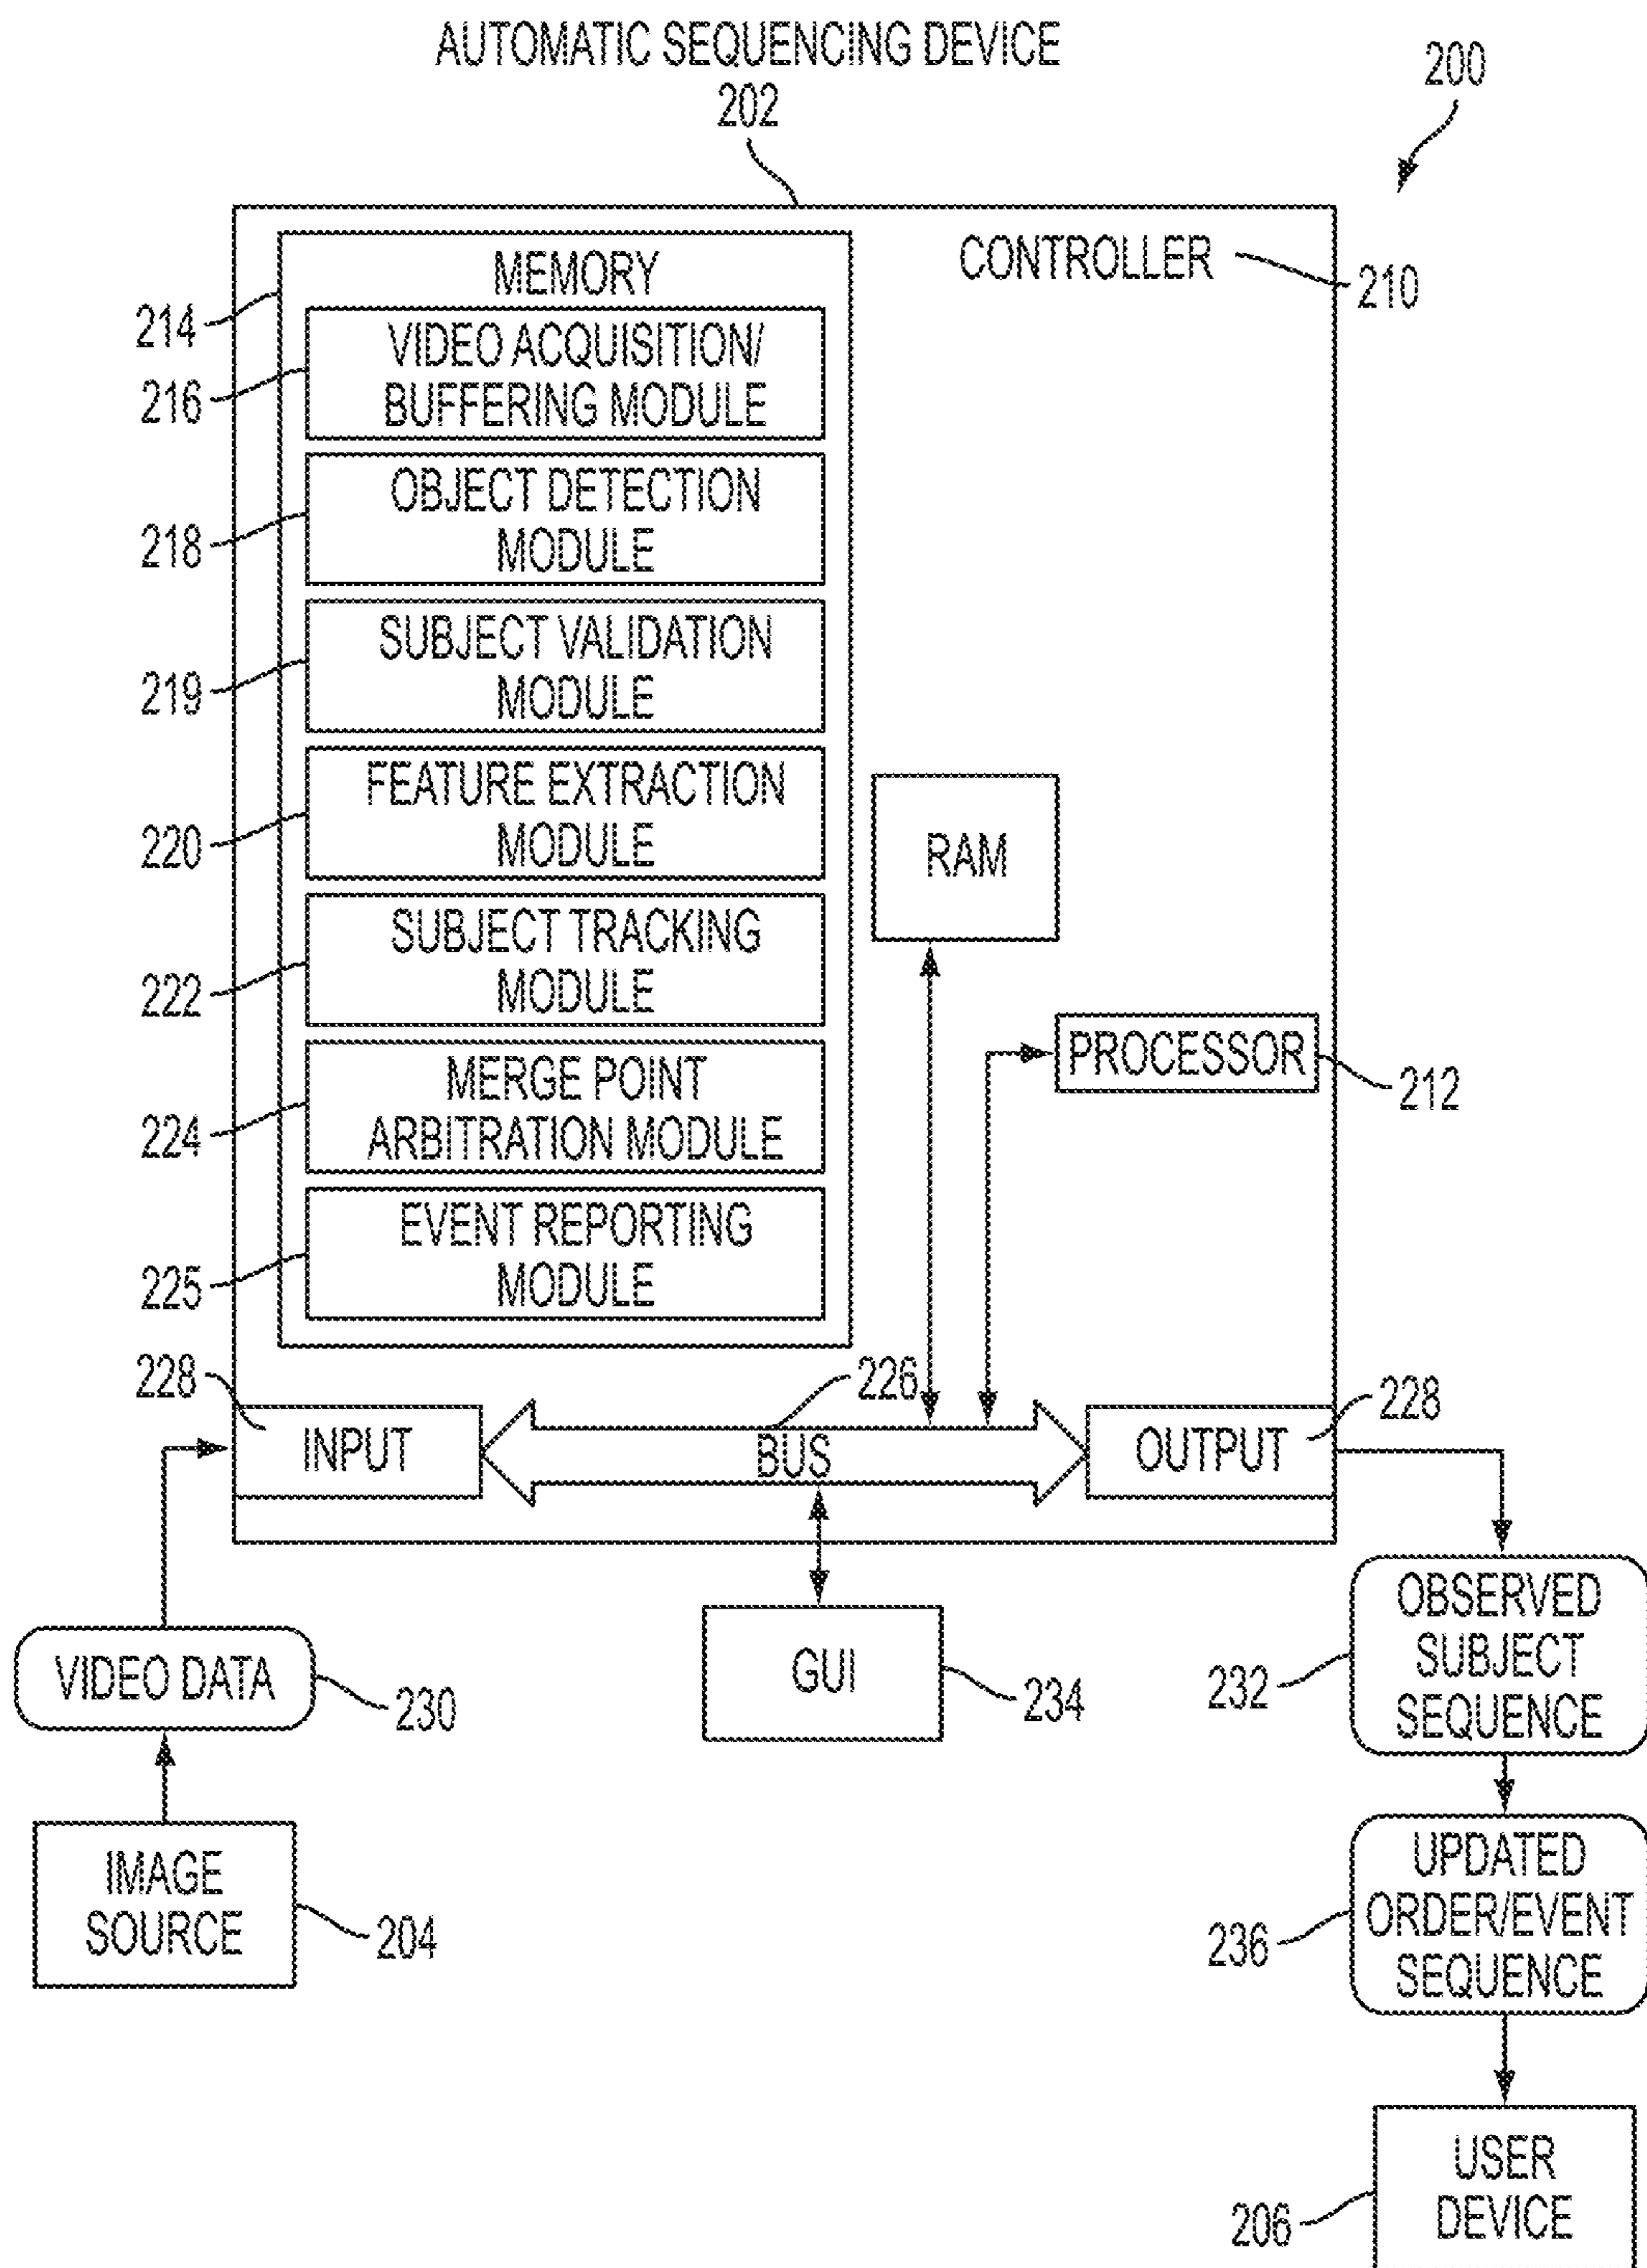 AUTOMATIC SEQUENCING DEVICE
202
200
CONTROLLER
210
MEMORY
214
VIDEO ACQUISITION/
BUFFERING MODULE
216
OBJECT DETECTION
MODULE
218
SUBJECT VALIDATION
MODULE
219
FEATURE EXTRACTION
MODULE
220
RAM
SUBJECT TRACKING
MODULE
222
PROCESSOR
212
MERGE POINT
ARBITRATION MODULE
224
EVENT REPORTING
MODULE
225
228
INPUT
226
BUS
228
OUTPUT
VIDEO DATA
230
GUI
234
OBSERVED
SUBJECT
SEQUENCE
232
IMAGE
SOURCE
204
UPDATED
ORDER/EVENT
SEQUENCE
236
USER
DEVICE
206